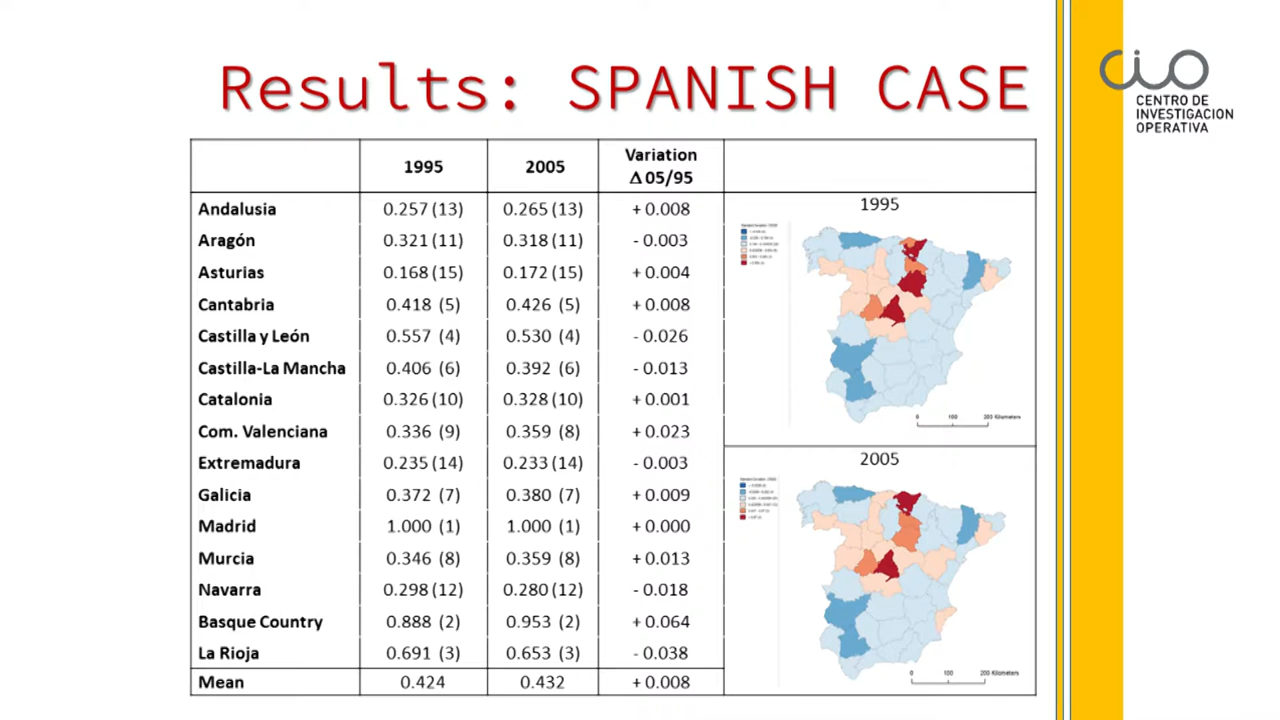 Results: SPANISH CASE
CIO
CENTRO DE
INVESTIGACION
OPERATIVA
1995 2005 Variation
Δ 05/95
Andalusia 0.257 (13) 0.265 (13) + 0.008
Aragón 0.321 (11) 0.318 (11) - 0.003
Asturias 0.168 (15) 0.172 (15) + 0.004
Cantabria 0.418 (5) 0.426 (5) + 0.008
Castilla y León 0.557 (4) 0.530 (4) - 0.026
Castilla-La Mancha 0.406 (6) 0.392 (6) - 0.013
Catalonia 0.326 (10) 0.328 (10) + 0.001
Com. Valenciana 0.336 (9) 0.359 (8) + 0.023
Extremadura 0.235 (14) 0.233 (14) - 0.003
Galicia 0.372 (7) 0.380 (7) + 0.009
Madrid 1.000 (1) 1.000 (1) + 0.000
Murcia 0.346 (8) 0.359 (8) + 0.013
Navarra 0.298 (12) 0.280 (12) - 0.018
Basque Country 0.888 (2) 0.953 (2) + 0.064
La Rioja 0.691 (3) 0.653 (3) - 0.038
Mean 0.424 0.432 + 0.008
1995
0 100 200 Kilometers
2005
0 100 200 Kilometers